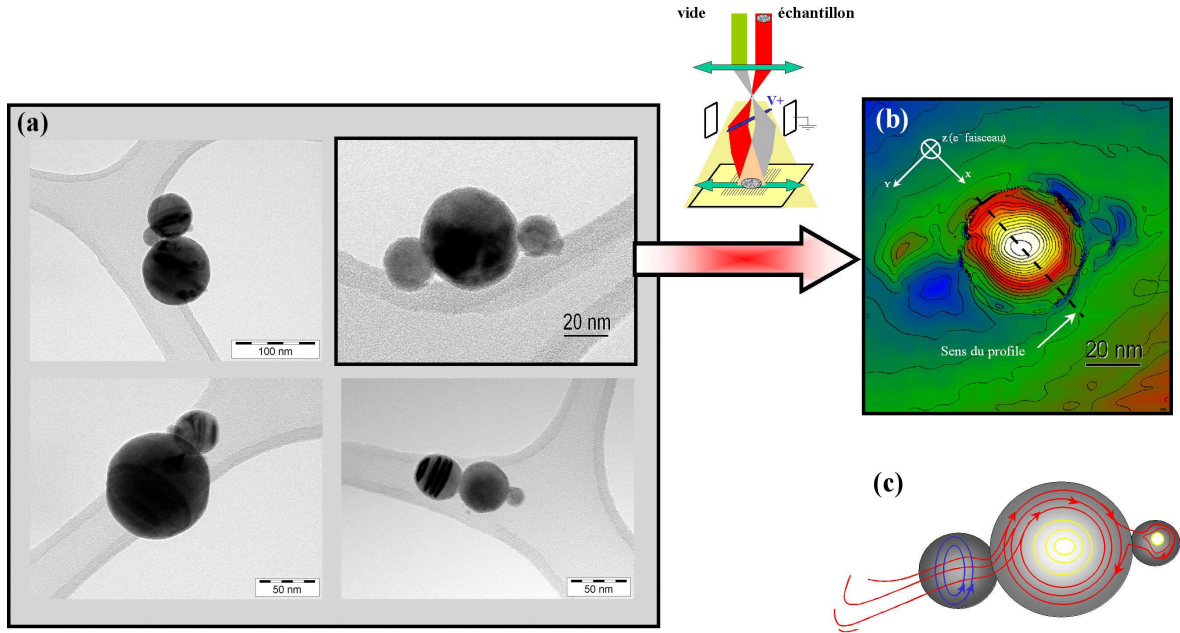 vide échantillon
V+
(a)
(b)
z (e⁻ faisceau)
Y
X
20 nm
100 nm
Sens du profile
20 nm
50 nm
50 nm
(c)